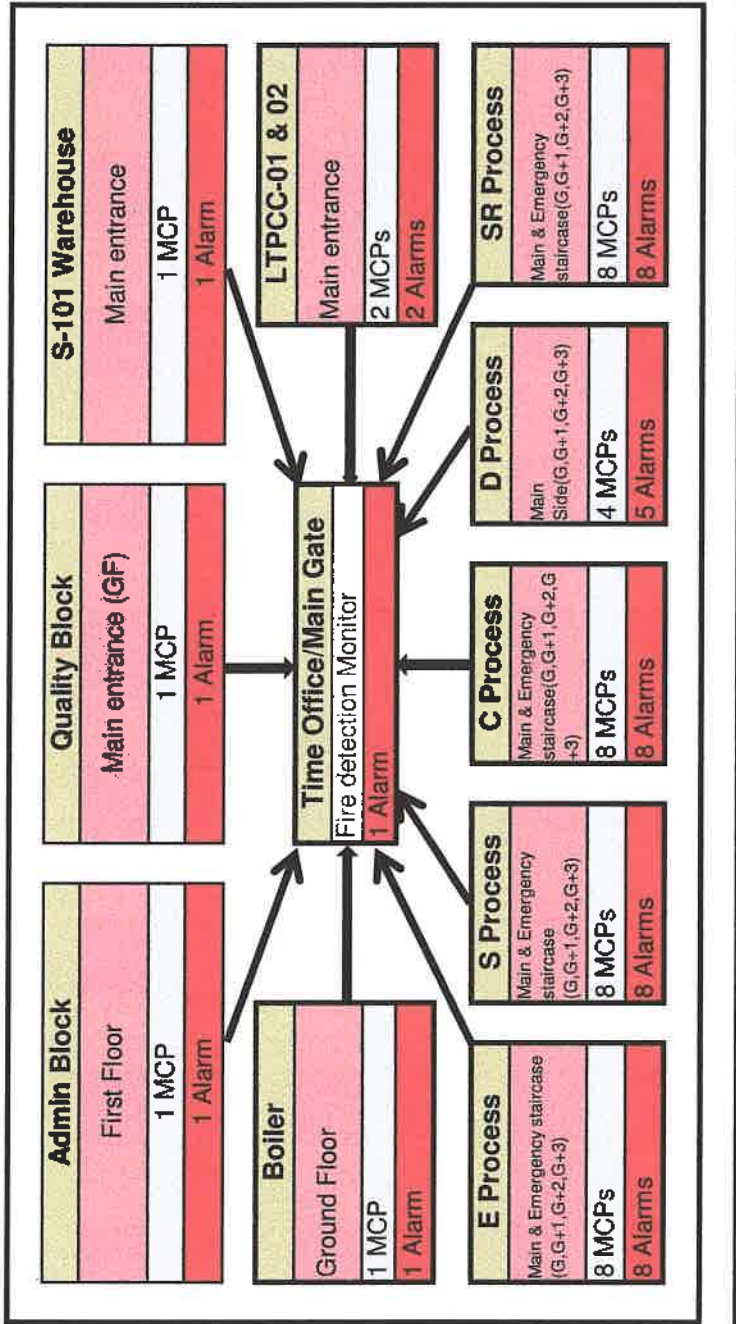 Admin Block
First Floor
1 MCP
1 Alarm
Quality Block
Main entrance (GF)
1 MCP
1 Alarm
S-101 Warehouse
Main entrance
1 MCP
1 Alarm
Boiler
Ground Floor
1 MCP
1 Alarm
Time Office/Main Gate
Fire detection Monitor
1 Alarm
LTPCC-01 & 02
Main entrance
2 MCPs
2 Alarms
E Process
Main & Emergency staircase
(G,G+1,G+2,G+3)
8 MCPs
8 Alarms
S Process
Main & Emergency
staircase
(G,G+1,G+2,G+3)
8 MCPs
8 Alarms
C Process
Main & Emergency
staircase(G,G+1,G+2,G
+3)
8 MCPs
8 Alarms
D Process
Main
Side(G,G+1,G+2,G+3)
4 MCPs
5 Alarms
SR Process
Main & Emergency
staircase(G,G+1,G+2,G+3)
8 MCPs
8 Alarms